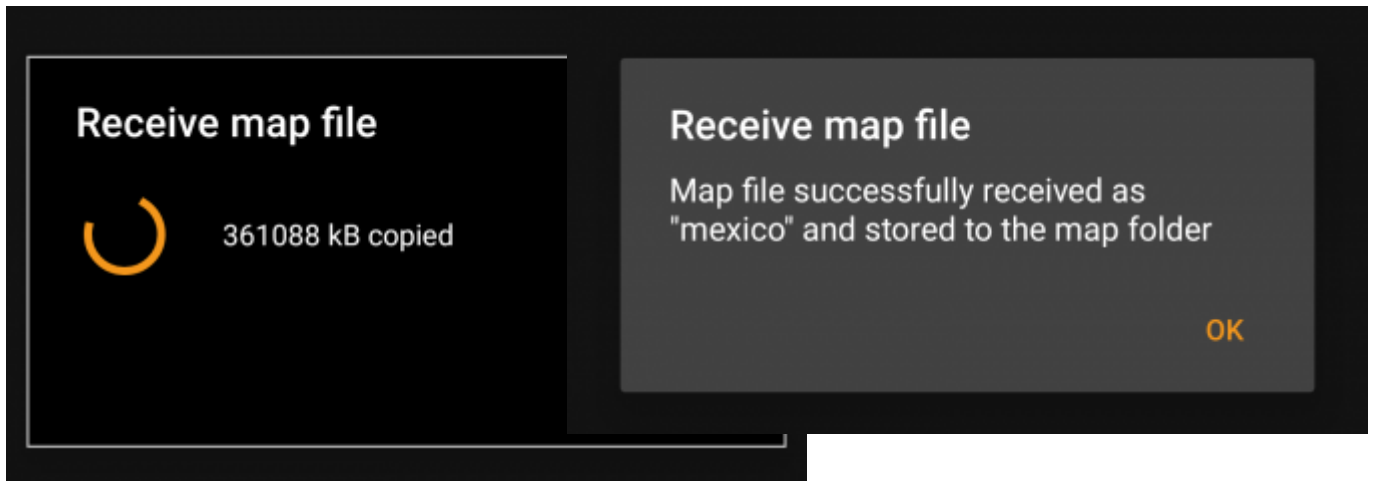 Receive map file
361088 kB copied
Receive map file
Map file successfully received as
"mexico" and stored to the map folder
OK